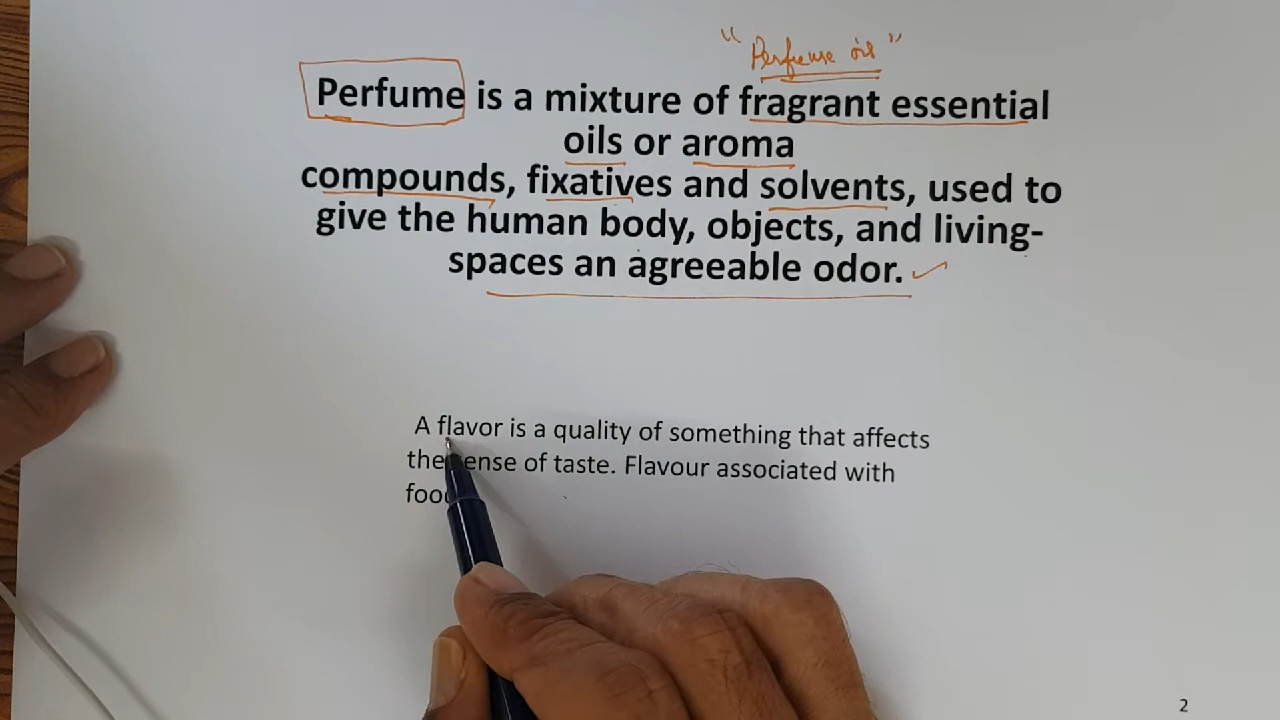 "Perfume oil"
Perfume is a mixture of fragrant essential
oils or aroma
compounds, fixatives and solvents, used to
give the human body, objects, and living-
spaces an agreeable odor.
A flavor is a quality of something that affects
the sense of taste. Flavour associated with
2